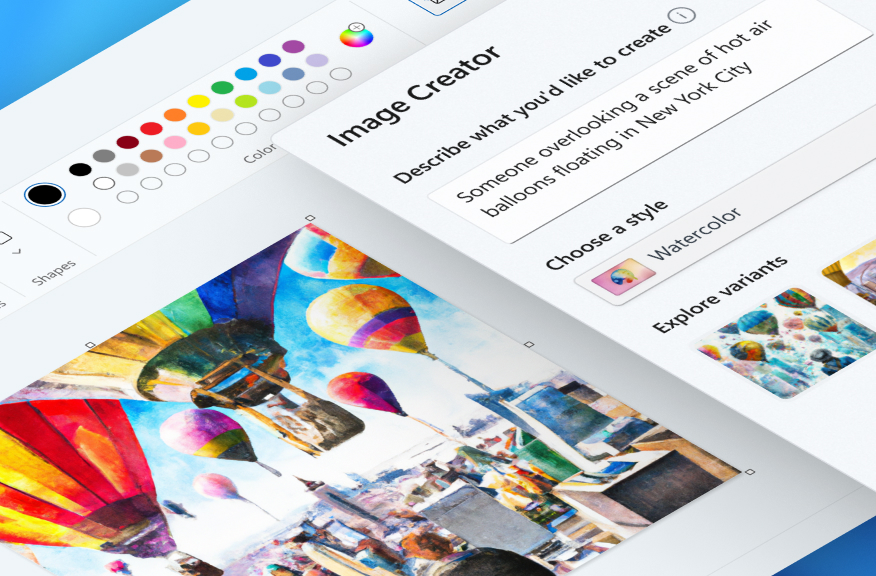 Image Creator
Describe what you'd like to create
Someone overlooking a scene of hot air
balloons floating in New York City
Choose a style
Watercolor
Explore variants
Shapes